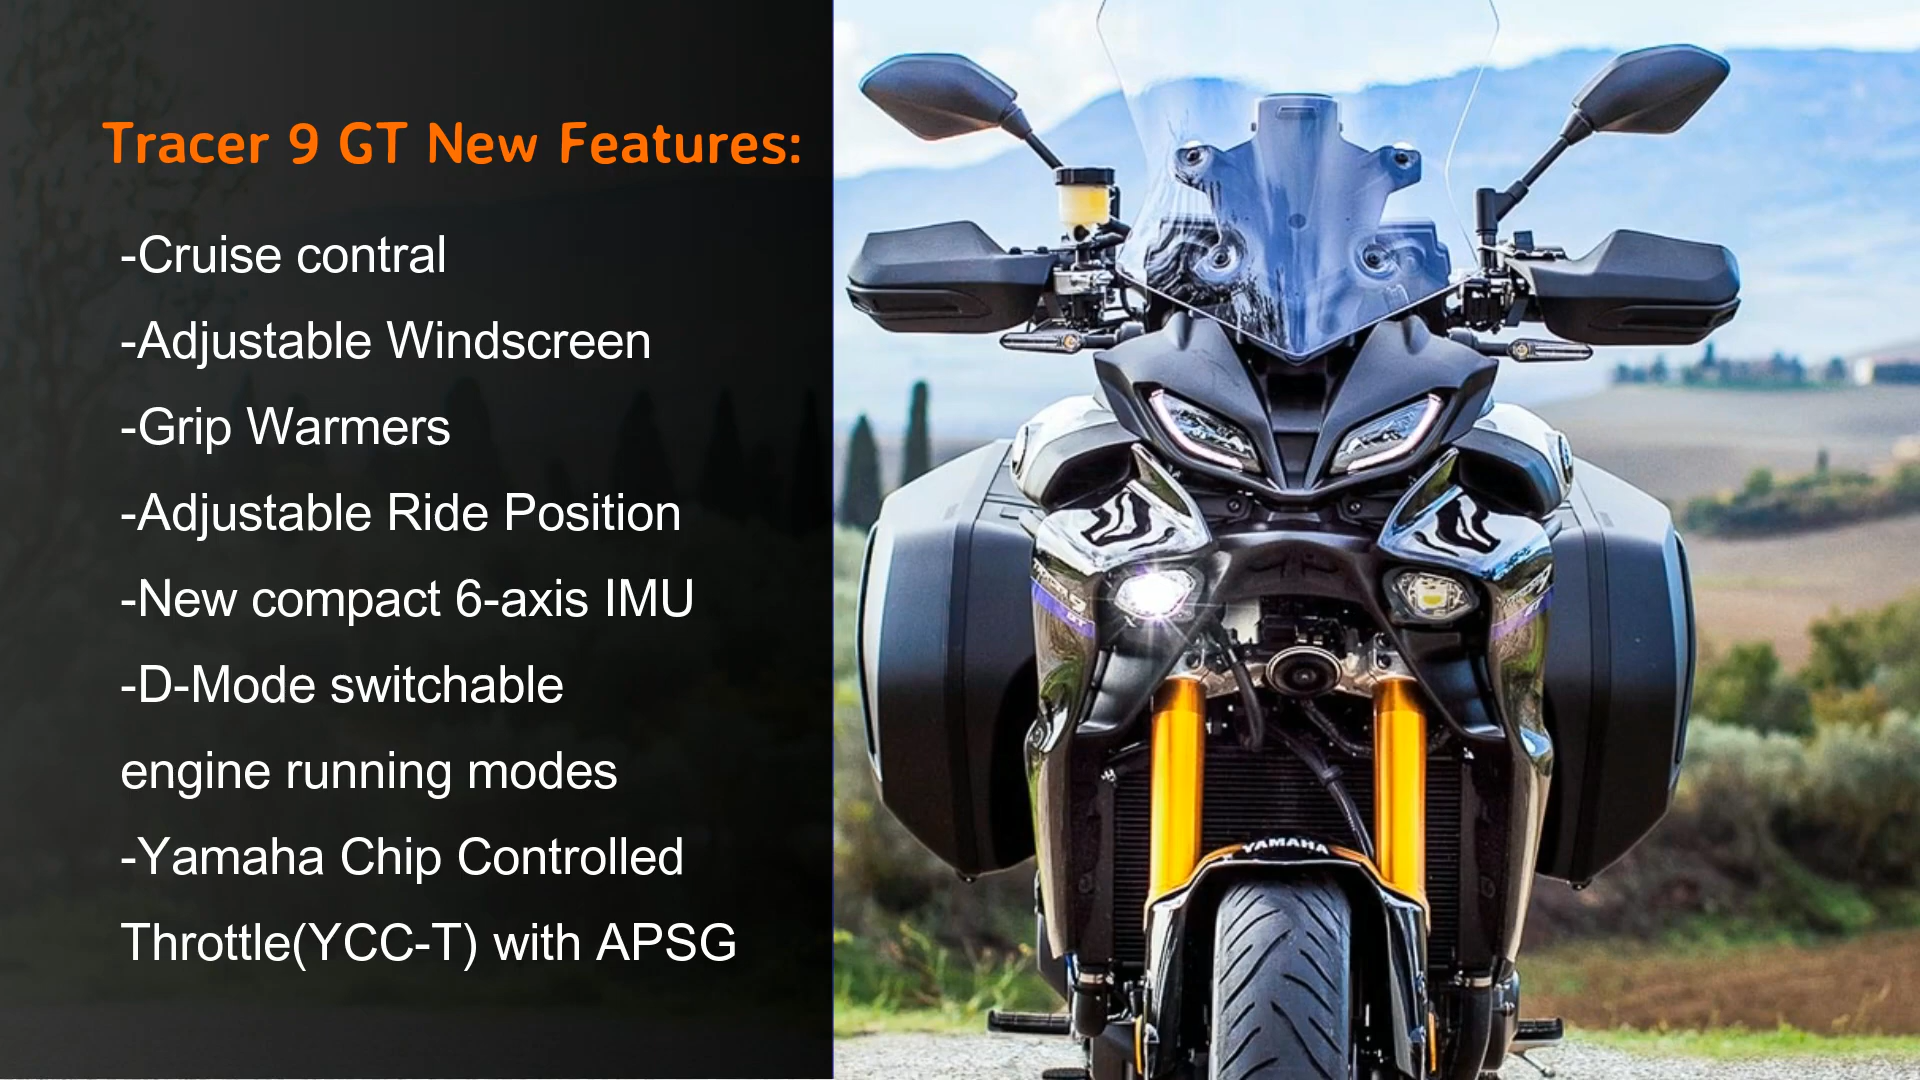 Tracer 9 GT New Features:
-Cruise contral
-Adjustable Windscreen
-Grip Warmers
-Adjustable Ride Position
-New compact 6-axis IMU
-D-Mode switchable
engine running modes
-Yamaha Chip Controlled
Throttle(YCC-T) with APSG
YAMAHA